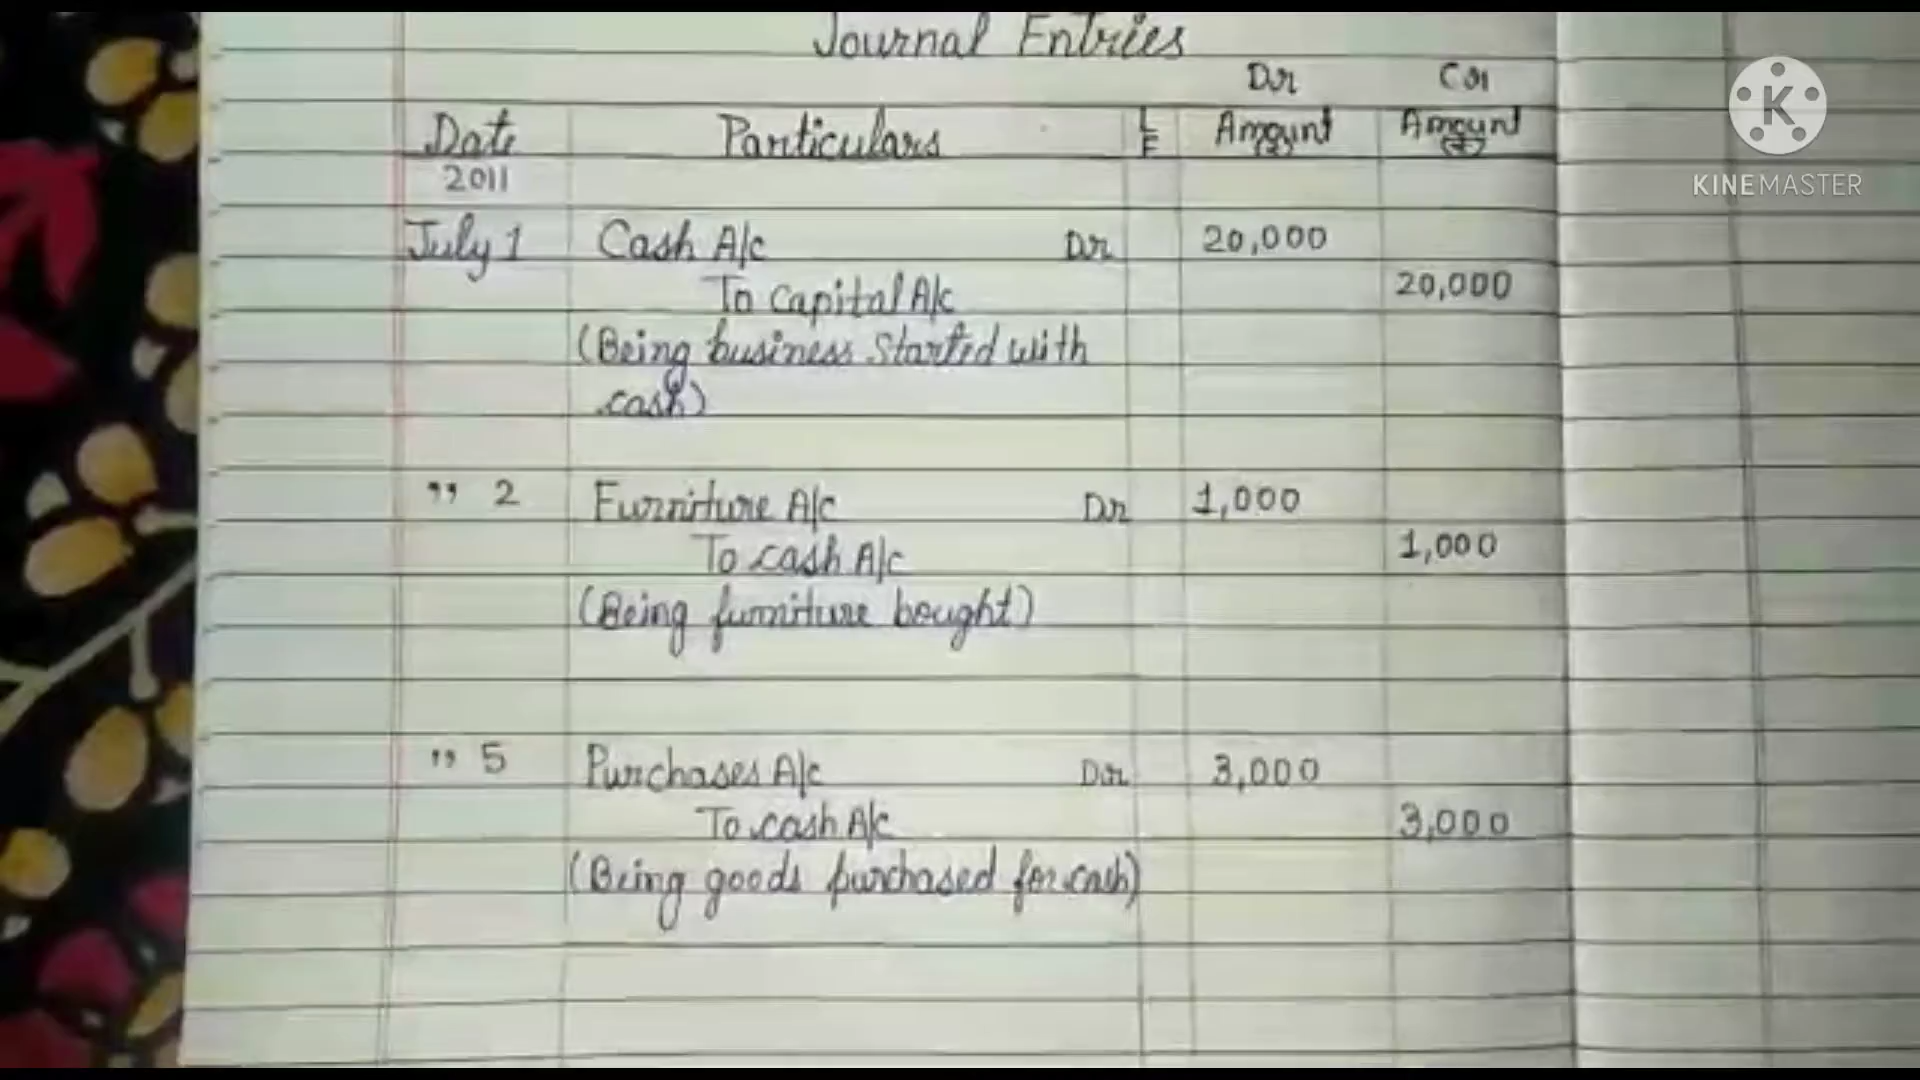 Journal Entries
Dr Cr
Date Particulars L F Amount (₹) Amount (₹)
2011
July 1 Cash A/c Dr 20,000
To Capital A/c 20,000
(Being business Started with
cash)
" 2 Furniture A/c Dr 1,000
To cash A/c 1,000
(Being furniture bought)
" 5 Purchases A/c Dr 3,000
To cash A/c 3,000
(Being goods purchased for cash)
K
KINEMASTER